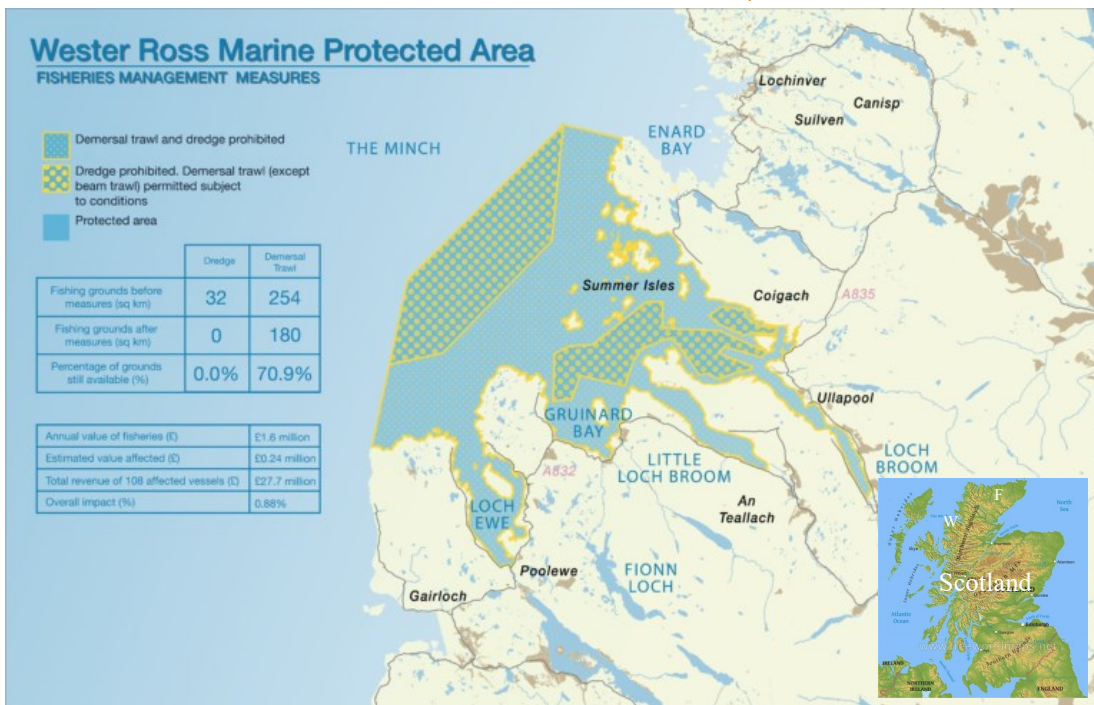 Wester Ross Marine Protected Area
FISHERIES MANAGEMENT MEASURES
Demersal trawl and dredge prohibited
Dredge prohibited. Demersal trawl (except
beam trawl) permitted subject
to conditions
Protected area
Dredge
Demersal
Trawl
Fishing grounds before
measures (sq km)
32
254
Fishing grounds after
measures (sq km)
0
180
Percentage of grounds
still available (%)
0.0%
70.9%
Annual value of fisheries (£)
£1.6 million
Estimated value affected (£)
£0.24 million
Total revenue of 108 affected vessels (£)
£27.7 million
Overall impact (%)
0.88%
THE MINCH
ENARD
BAY
Lochinver
Canisp
Suilven
Summer Isles
Coigach
A835
Ullapool
GRUINARD
BAY
LITTLE
LOCH BROOM
LOCH
BROOM
A832
An
Teallach
LOCH
EWE
Poolewe
FIONN
LOCH
Gairloch
F
W
North
Sea
Scotland
Atlantic
Ocean
Aberdeen
Edinburgh
Glasgow
IRELAND
NORTHERN
IRELAND
ENGLAND